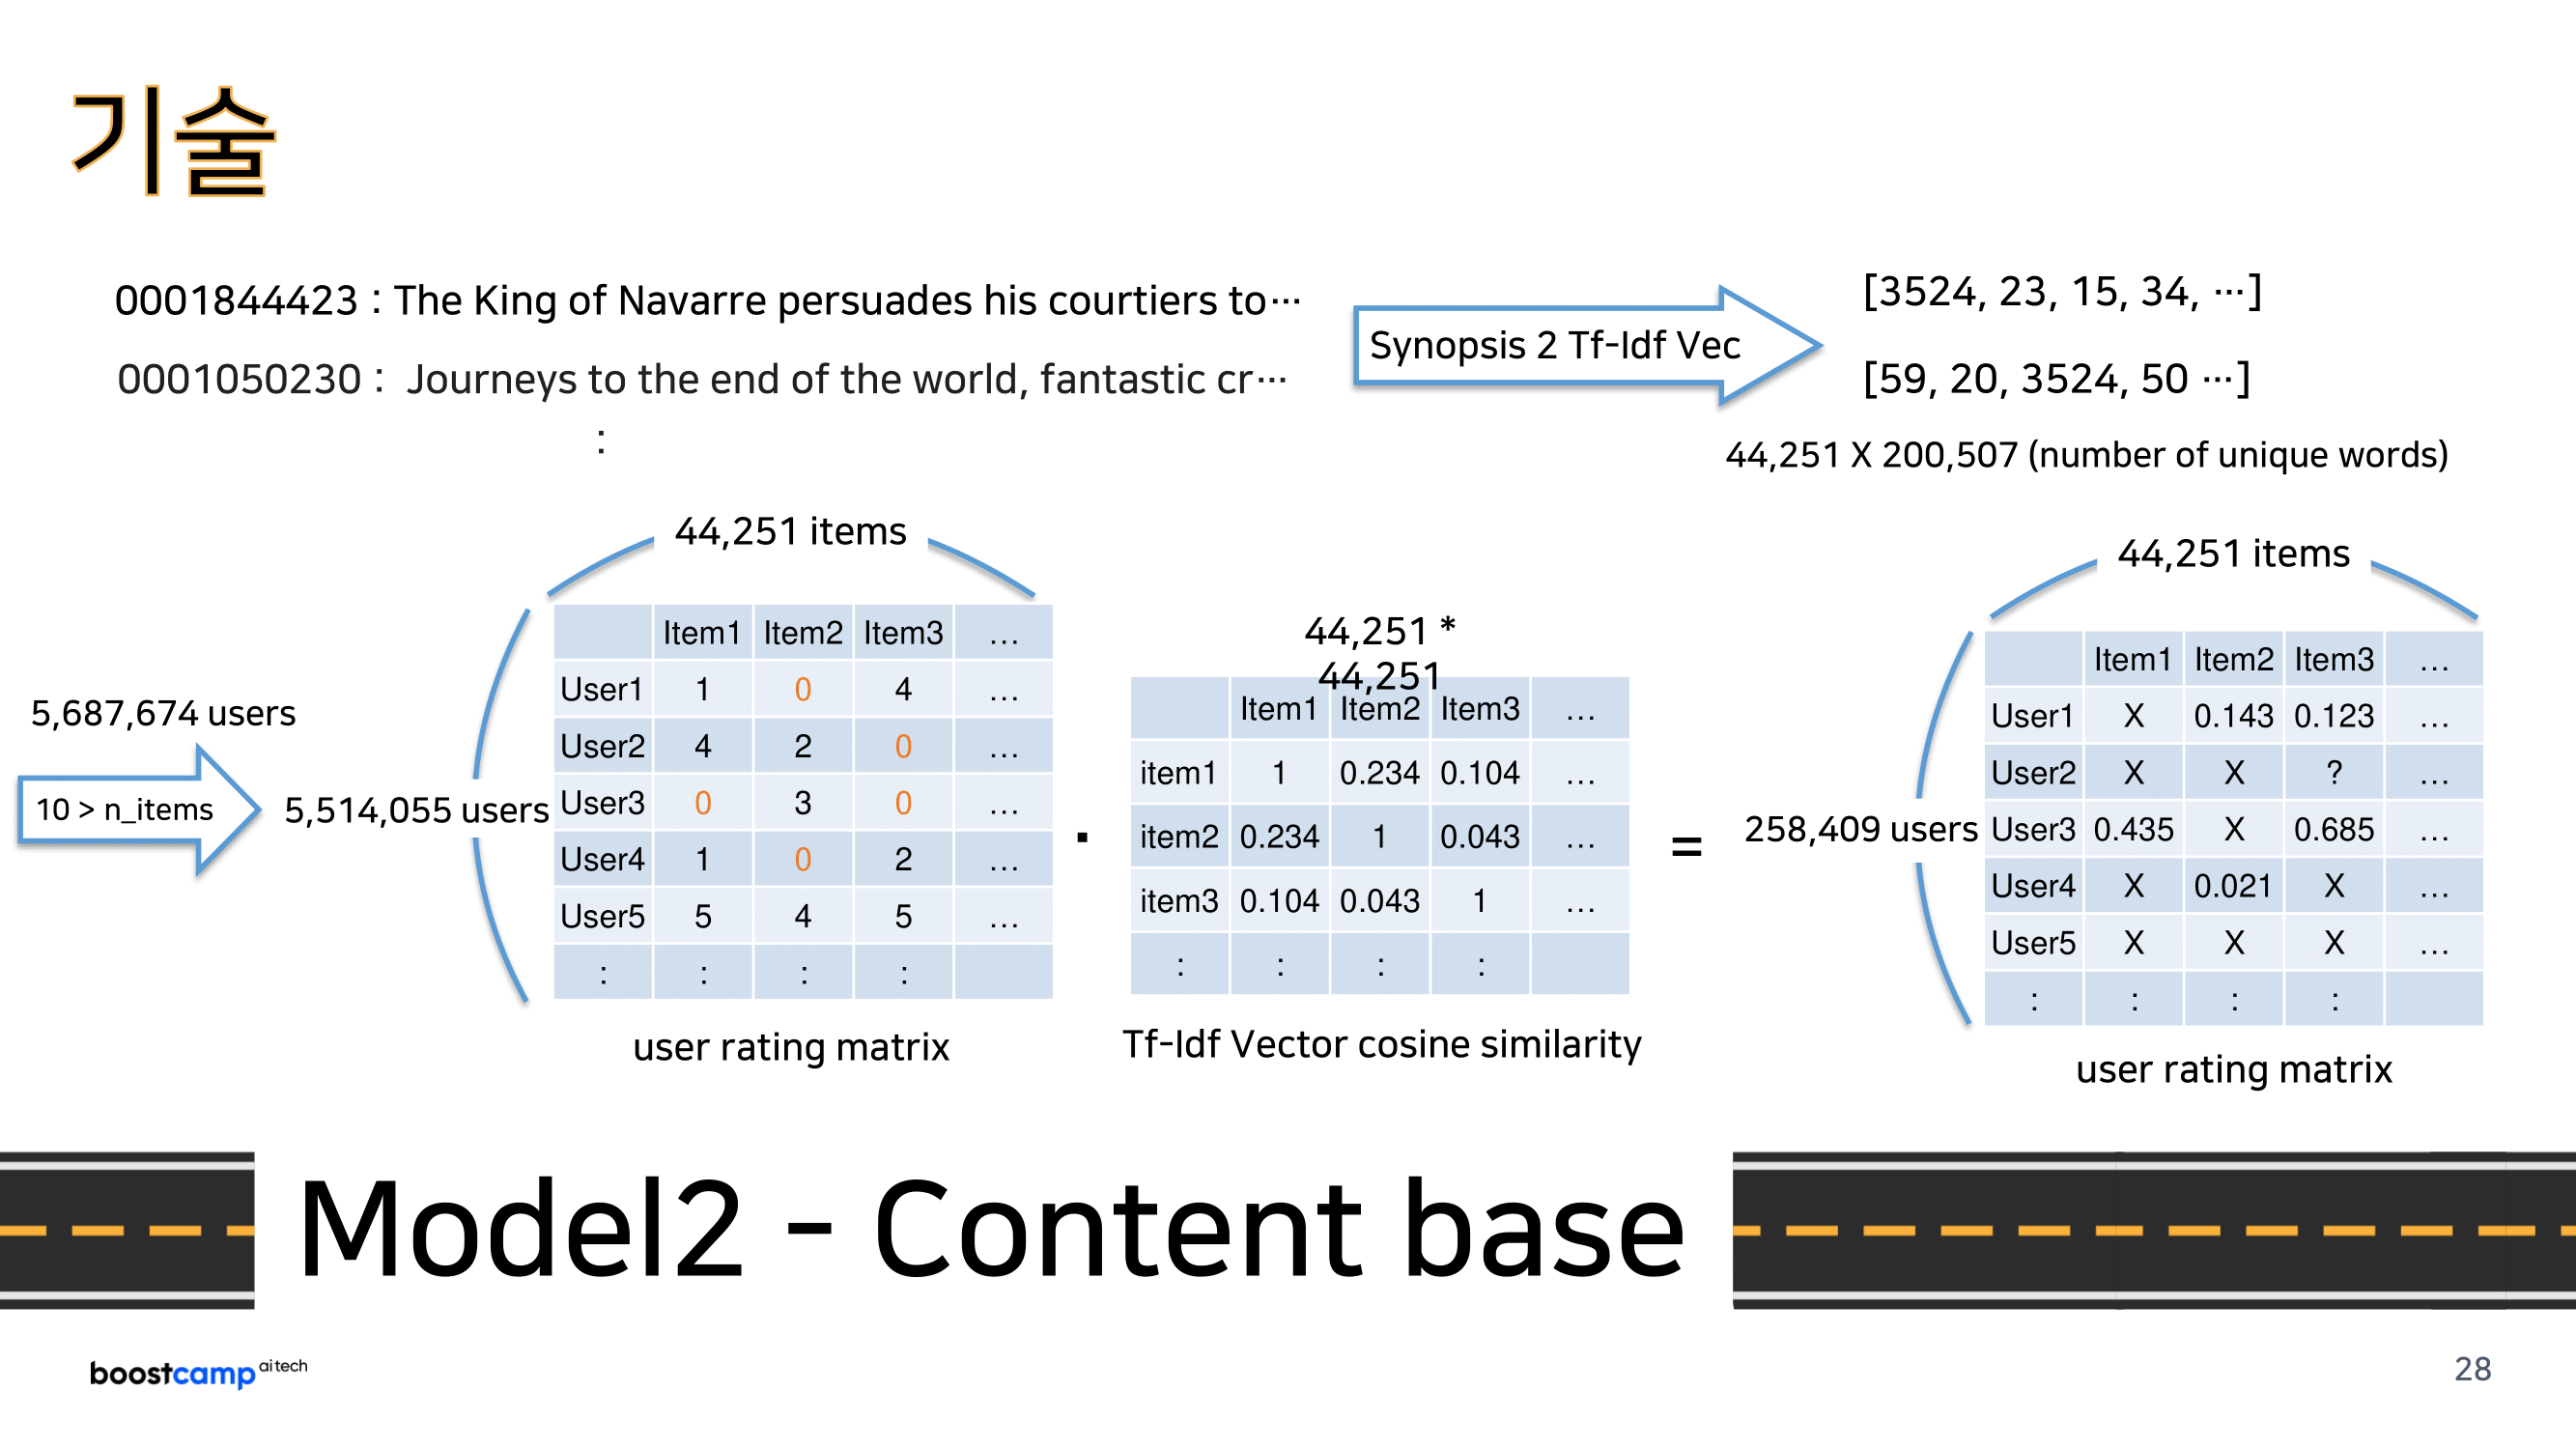 기술
0001844423 : The King of Navarre persuades his courtiers to…
0001050230 : Journeys to the end of the world, fantastic cr…
:
Synopsis 2 Tf-Idf Vec
[3524, 23, 15, 34, …]
[59, 20, 3524, 50 …]
44,251 X 200,507 (number of unique words)
5,687,674 users
10 > n_items
5,514,055 users
44,251 items
Item1 Item2 Item3 …
User1 1 0 4 …
User2 4 2 0 …
User3 0 3 0 …
User4 1 0 2 …
User5 5 4 5 …
: : : :
user rating matrix
·
44,251 *
44,251
Item1 Item2 Item3 …
item1 1 0.234 0.104 …
item2 0.234 1 0.043 …
item3 0.104 0.043 1 …
: : : :
Tf-Idf Vector cosine similarity
=
258,409 users
44,251 items
Item1 Item2 Item3 …
User1 X 0.143 0.123 …
User2 X X ? …
User3 0.435 X 0.685 …
User4 X 0.021 X …
User5 X X X …
: : : :
user rating matrix
Model2 - Content base
boostcamp ai tech
28